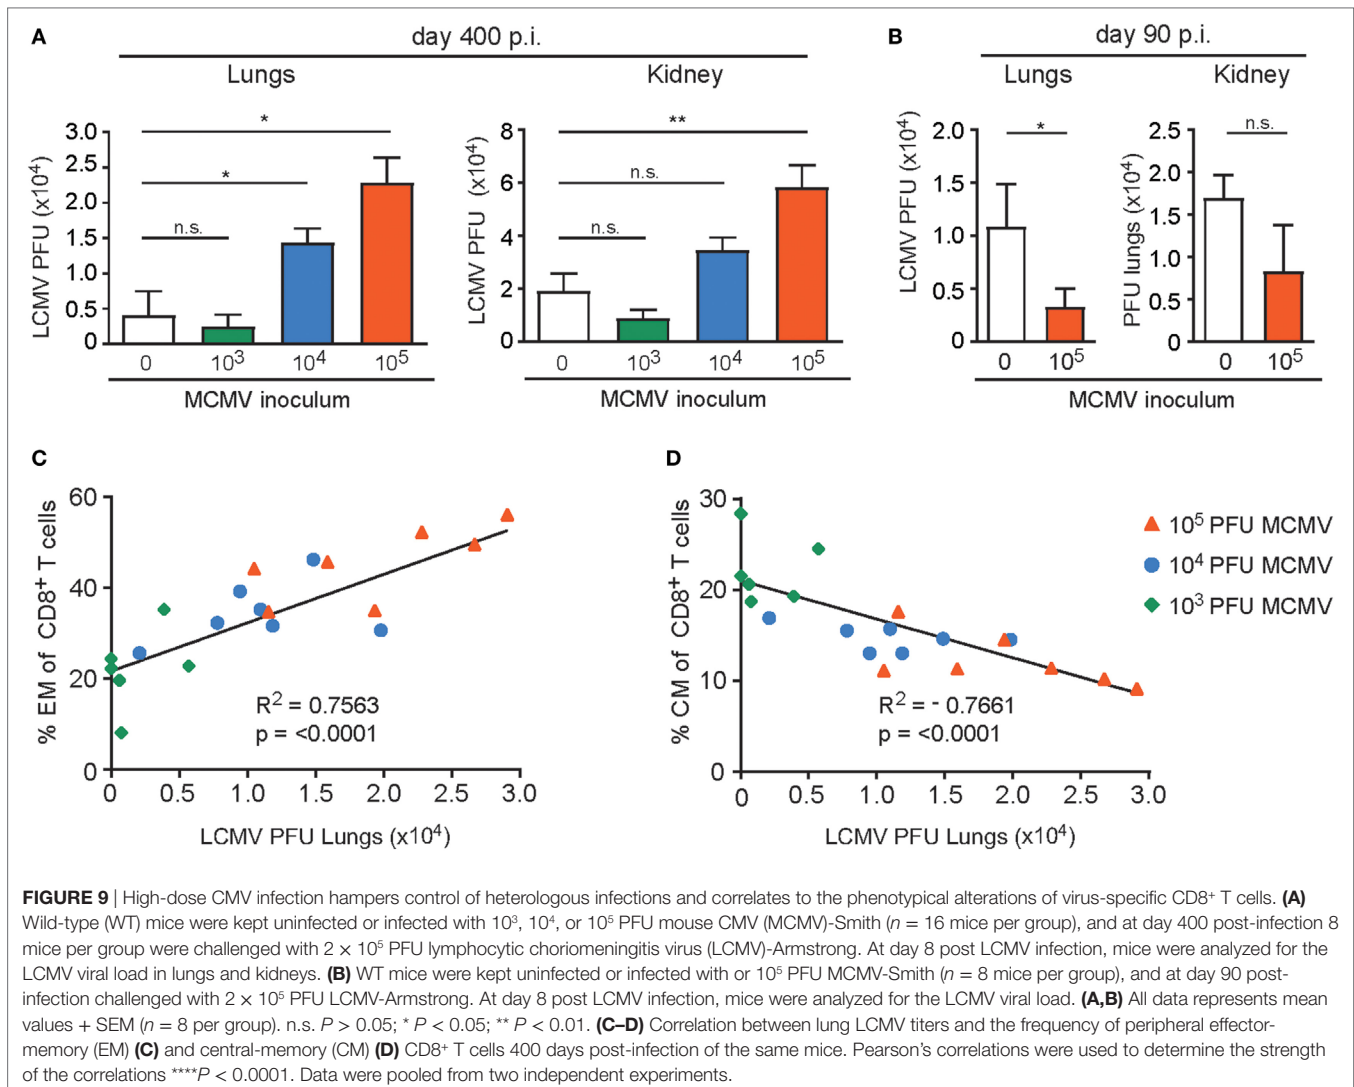 A
day 400 p.i.
Lungs
Kidney
LCMV PFU (x10⁴)
3.0
2.5
2.0
1.5
1.0
0.5
0
*
*
n.s.
0 10³ 10⁴ 10⁵
MCMV inoculum
LCMV PFU (x10⁴)
8
6
4
2
0
**
n.s.
n.s.
0 10³ 10⁴ 10⁵
MCMV inoculum
B
day 90 p.i.
Lungs
Kidney
LCMV PFU (x10⁴)
2.0
1.5
1.0
0.5
0
*
0 10⁵
PFU lungs (x10⁴)
2.5
2.0
1.5
1.0
0.5
0
n.s.
0 10⁵
MCMV inoculum
C
% EM of CD8⁺ T cells
60
40
20
0
R² = 0.7563
p = <0.0001
0 0.5 1.0 1.5 2.0 2.5 3.0
LCMV PFU Lungs (x10⁴)
D
% CM of CD8⁺ T cells
30
20
10
0
R² = - 0.7661
p = <0.0001
0 0.5 1.0 1.5 2.0 2.5 3.0
LCMV PFU Lungs (x10⁴)
10⁵ PFU MCMV
10⁴ PFU MCMV
10³ PFU MCMV
FIGURE 9 | High-dose CMV infection hampers control of heterologous infections and correlates to the phenotypical alterations of virus-specific CD8⁺ T cells. (A)
Wild-type (WT) mice were kept uninfected or infected with 10³, 10⁴, or 10⁵ PFU mouse CMV (MCMV)-Smith (n = 16 mice per group), and at day 400 post-infection 8
mice per group were challenged with 2 × 10⁵ PFU lymphocytic choriomeningitis virus (LCMV)-Armstrong. At day 8 post LCMV infection, mice were analyzed for the
LCMV viral load in lungs and kidneys. (B) WT mice were kept uninfected or infected with or 10⁵ PFU MCMV-Smith (n = 8 mice per group), and at day 90 post-
infection challenged with 2 × 10⁵ PFU LCMV-Armstrong. At day 8 post LCMV infection, mice were analyzed for the LCMV viral load. (A,B) All data represents mean
values + SEM (n = 8 per group). n.s. P > 0.05; * P < 0.05; ** P < 0.01. (C–D) Correlation between lung LCMV titers and the frequency of peripheral effector-
memory (EM) (C) and central-memory (CM) (D) CD8⁺ T cells 400 days post-infection of the same mice. Pearson’s correlations were used to determine the strength
of the correlations ****P < 0.0001. Data were pooled from two independent experiments.